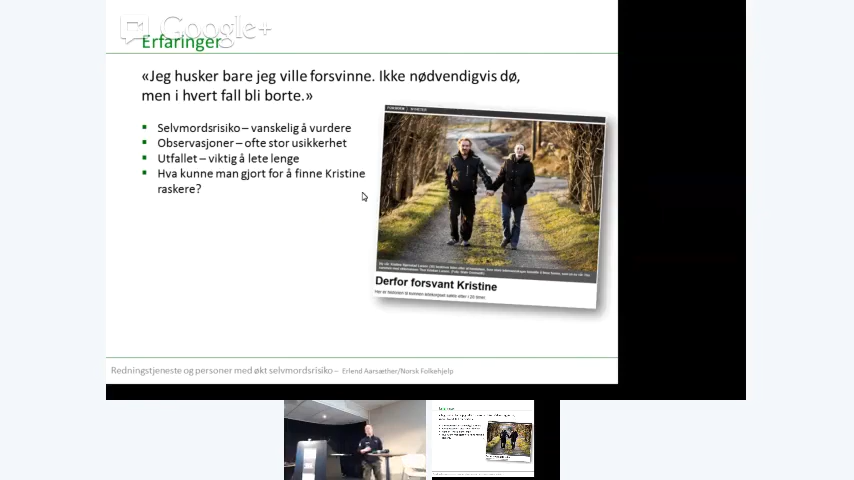 Google+
Erfaringer
«Jeg husker bare jeg ville forsvinne. Ikke nødvendigvis dø,
men i hvert fall bli borte.»
Selvmordsrisiko – vanskelig å vurdere
Observasjoner – ofte stor usikkerhet
Utfallet – viktig å lete lenge
Hva kunne man gjort for å finne Kristine
raskere?
Derfor forsvant Kristine
Redningstjeneste og personer med økt selvmordsrisiko – Erlend Aarsæther/Norsk Folkehjelp